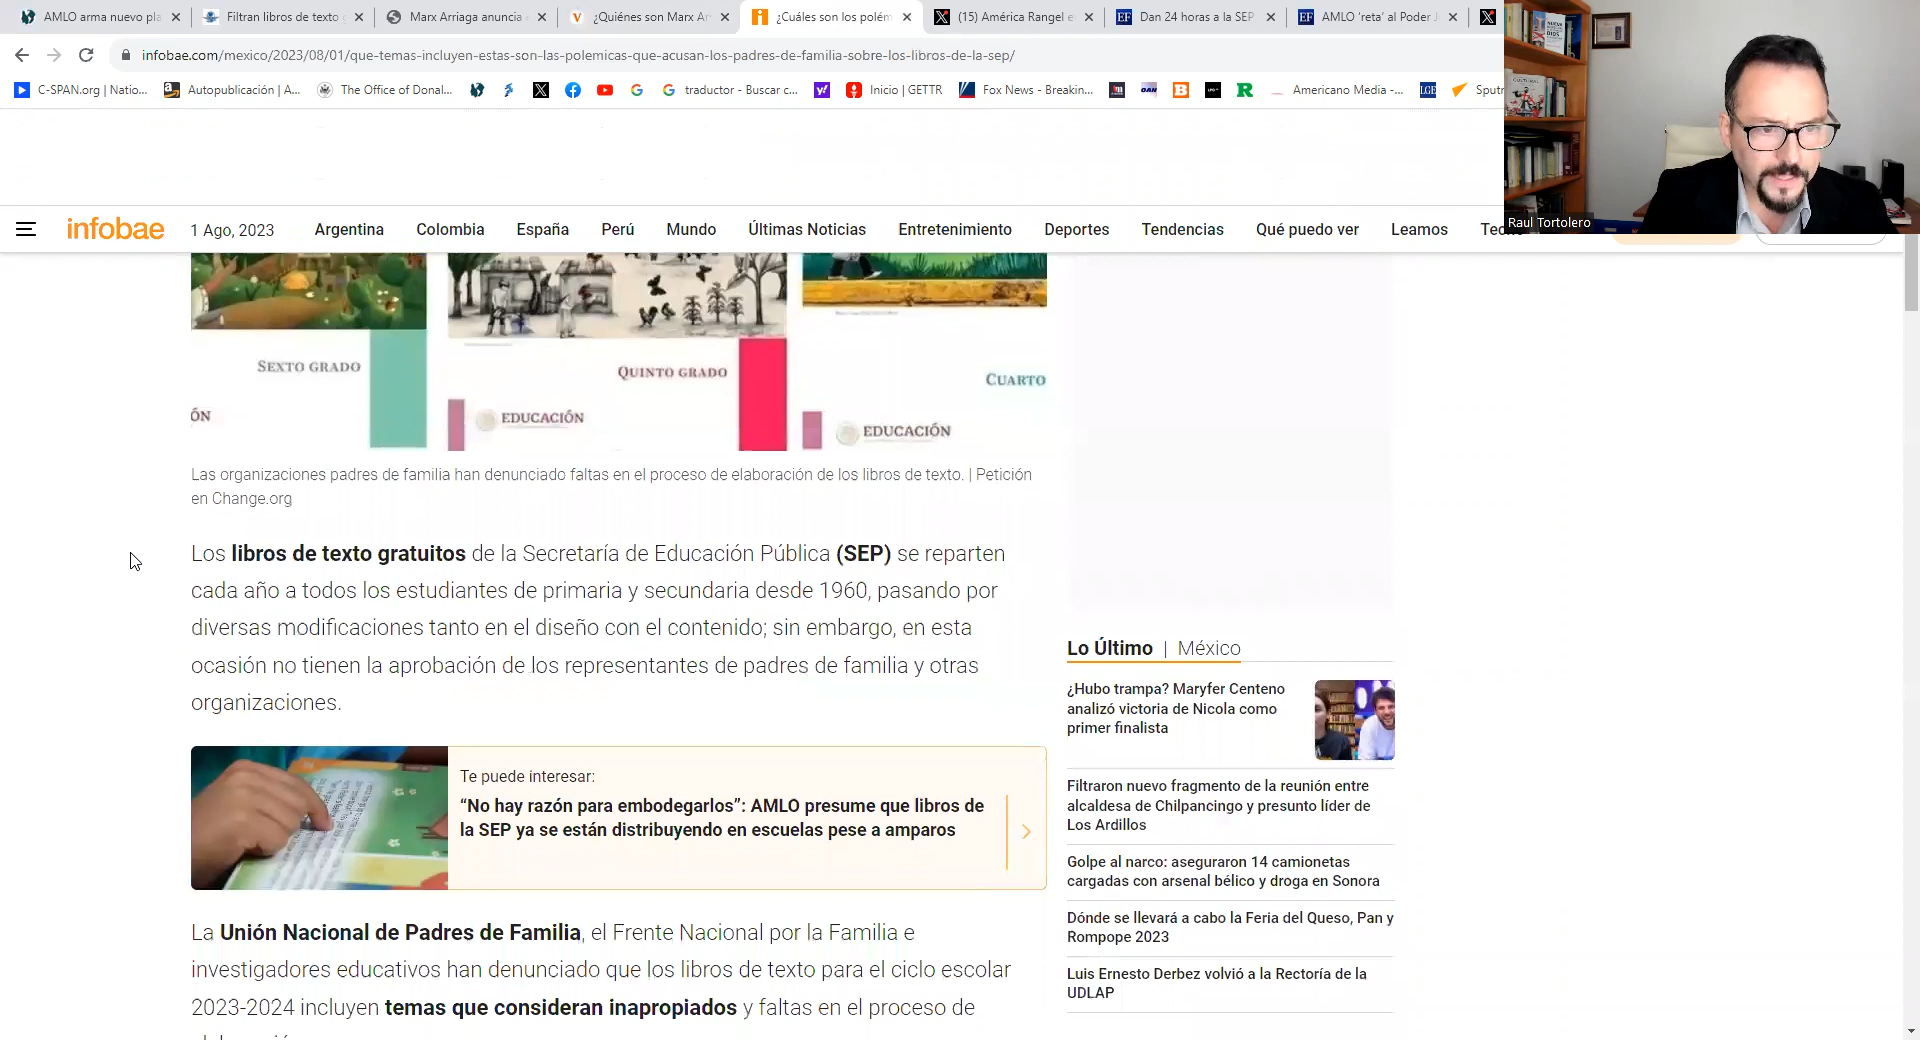 AMLO arma nuevo pla
Filtran libros de texto g
Marx Arriaga anuncia
¿Quiénes son Marx Ar
¿Cuáles son los polém
(15) América Rangel e
Dan 24 horas a la SEP
AMLO ‘reta’ al Poder J
infobae.com/mexico/2023/08/01/que-temas-incluyen-estas-son-las-polemicas-que-acusan-los-padres-de-familia-sobre-los-libros-de-la-sep/
C-SPAN.org | Natio...
Autopublicación | A...
The Office of Donal...
traductor - Buscar c...
Inicio | GETTR
Fox News - Breakin...
Americano Media -...
LGE
Sputn
Raul Tortolero
infobae
1 Ago, 2023
Argentina
Colombia
España
Perú
Mundo
Últimas Noticias
Entretenimiento
Deportes
Tendencias
Qué puedo ver
Leamos
SEXTO GRADO
QUINTO GRADO
CUARTO
ÓN
EDUCACIÓN
EDUCACIÓN
Las organizaciones padres de familia han denunciado faltas en el proceso de elaboración de los libros de texto. | Petición
en Change.org
Los libros de texto gratuitos de la Secretaría de Educación Pública (SEP) se reparten
cada año a todos los estudiantes de primaria y secundaria desde 1960, pasando por
diversas modificaciones tanto en el diseño con el contenido; sin embargo, en esta
ocasión no tienen la aprobación de los representantes de padres de familia y otras
organizaciones.
Te puede interesar:
“No hay razón para embodegarlos”: AMLO presume que libros de
la SEP ya se están distribuyendo en escuelas pese a amparos
La Unión Nacional de Padres de Familia, el Frente Nacional por la Familia e
investigadores educativos han denunciado que los libros de texto para el ciclo escolar
2023-2024 incluyen temas que consideran inapropiados y faltas en el proceso de
Lo Último | México
¿Hubo trampa? Maryfer Centeno
analizó victoria de Nicola como
primer finalista
Filtraron nuevo fragmento de la reunión entre
alcaldesa de Chilpancingo y presunto líder de
Los Ardillos
Golpe al narco: aseguraron 14 camionetas
cargadas con arsenal bélico y droga en Sonora
Dónde se llevará a cabo la Feria del Queso, Pan y
Rompope 2023
Luis Ernesto Derbez volvió a la Rectoría de la
UDLAP